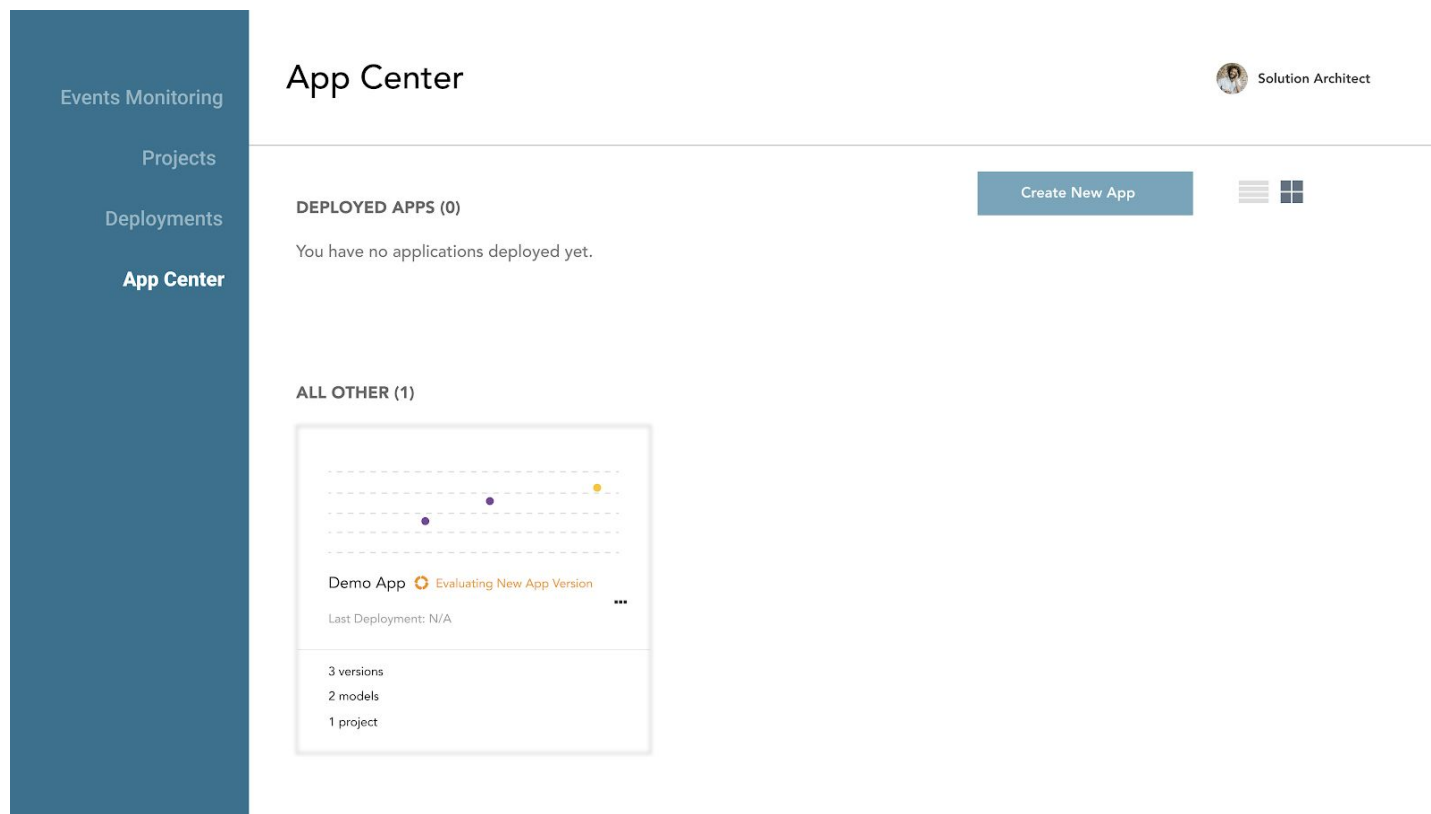 Events Monitoring
Projects
Deployments
App Center
App Center
Solution Architect
Create New App
DEPLOYED APPS (0)
You have no applications deployed yet.
ALL OTHER (1)
Demo App Evaluating New App Version
Last Deployment: N/A
3 versions
2 models
1 project